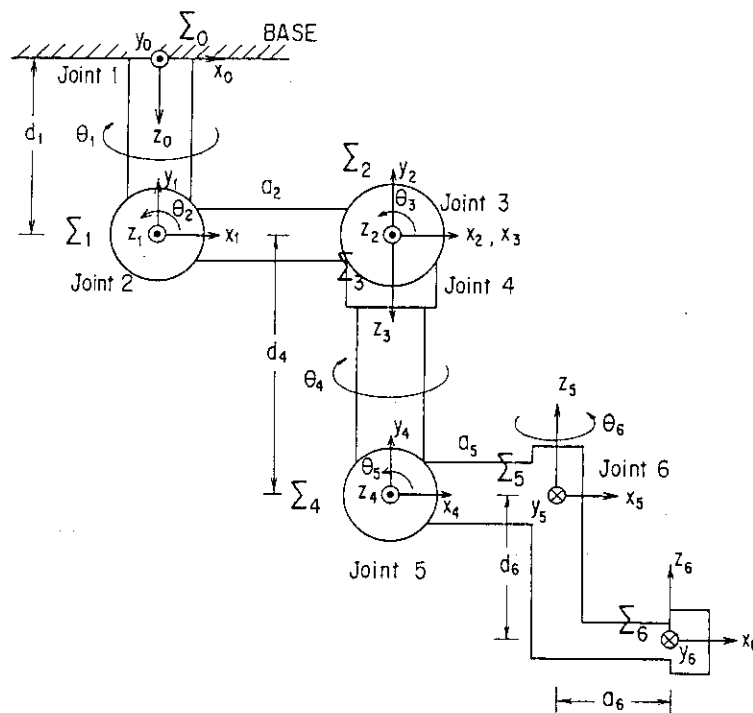 y₀ Σ₀ BASE
Joint 1 x₀
d₁ θ₁ z₀
Σ₂ y₂
y₁ a₂ θ₃ Joint 3
θ₂
Σ₁ z₁ x₁ z₂ x₂ , x₃
Joint 2 Σ₃ Joint 4
z₃
d₄
θ₄ z₅
y₄ a₅ θ₆
θ₅ Σ₅ Joint 6
Σ₄ z₄ x₄ y₅ x₅
Joint 5 d₆ z₆
Σ₆ y₆ x₆
a₆